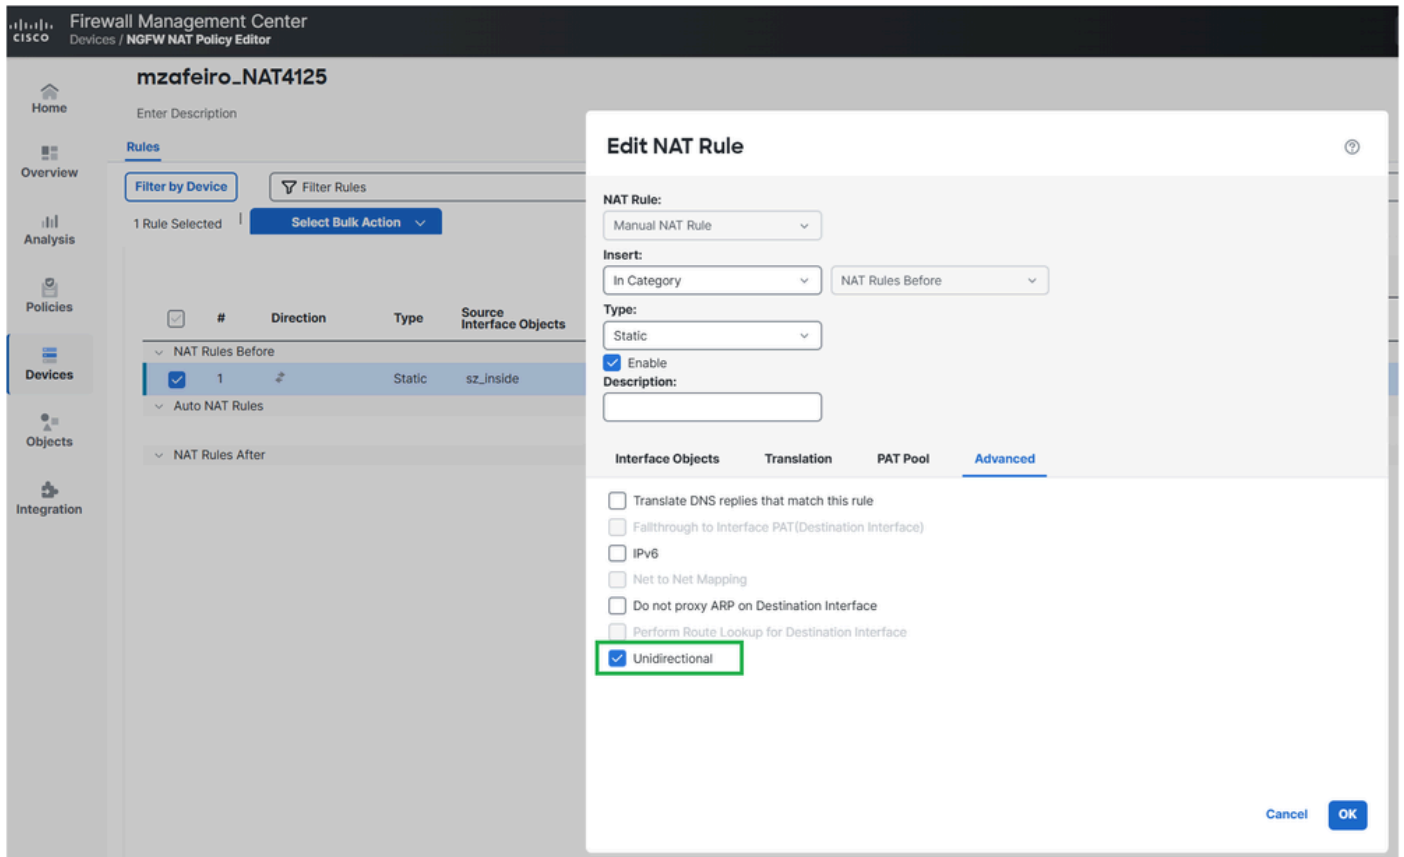 CISCO
Firewall Management Center
Devices / NGFW NAT Policy Editor
Home
Overview
Analysis
Policies
Devices
Objects
Integration
mzafeiro_NAT4125
Enter Description
Rules
Filter by Device
Filter Rules
1 Rule Selected
Select Bulk Action
#
Direction
Type
Source
Interface Objects
NAT Rules Before
1
Static
sz_inside
Auto NAT Rules
NAT Rules After
Edit NAT Rule
NAT Rule:
Manual NAT Rule
Insert:
In Category
NAT Rules Before
Type:
Static
Enable
Description:
Interface Objects
Translation
PAT Pool
Advanced
Translate DNS replies that match this rule
Fallthrough to Interface PAT(Destination Interface)
IPv6
Net to Net Mapping
Do not proxy ARP on Destination Interface
Perform Route Lookup for Destination Interface
Unidirectional
Cancel
OK